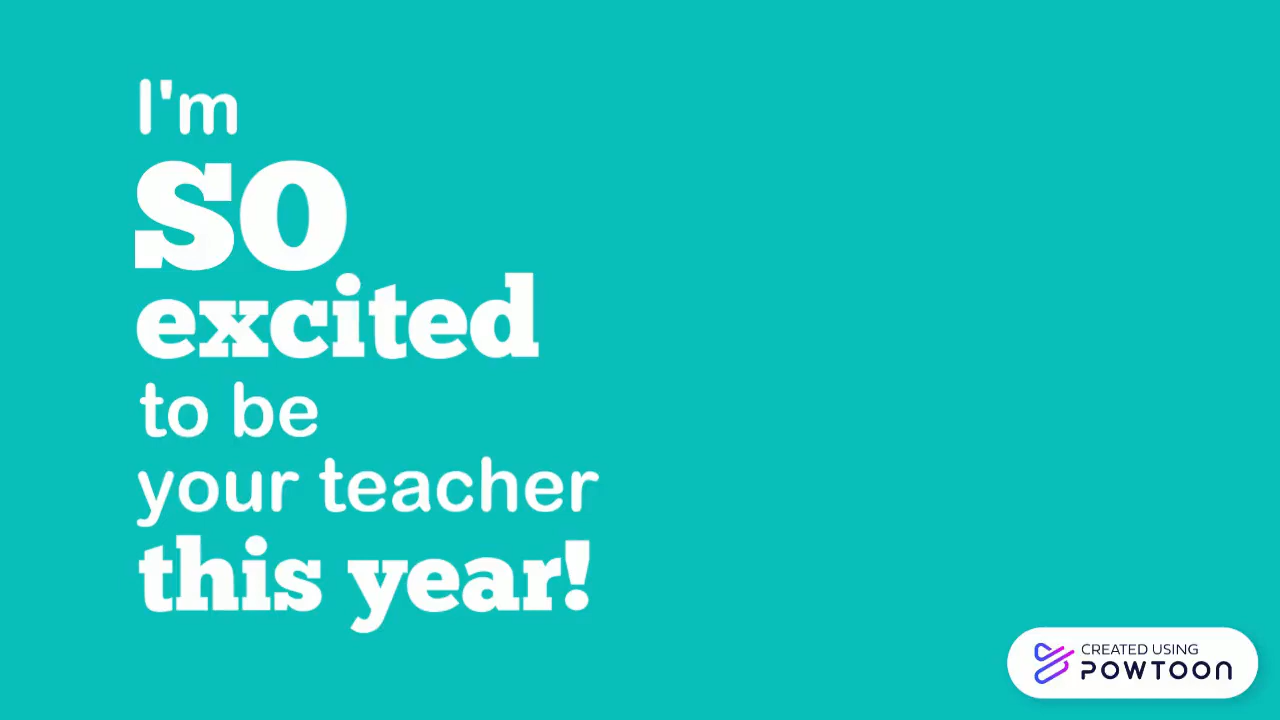 I'm
SO
excited
to be
your teacher
this year!
CREATED USING
POWTOON